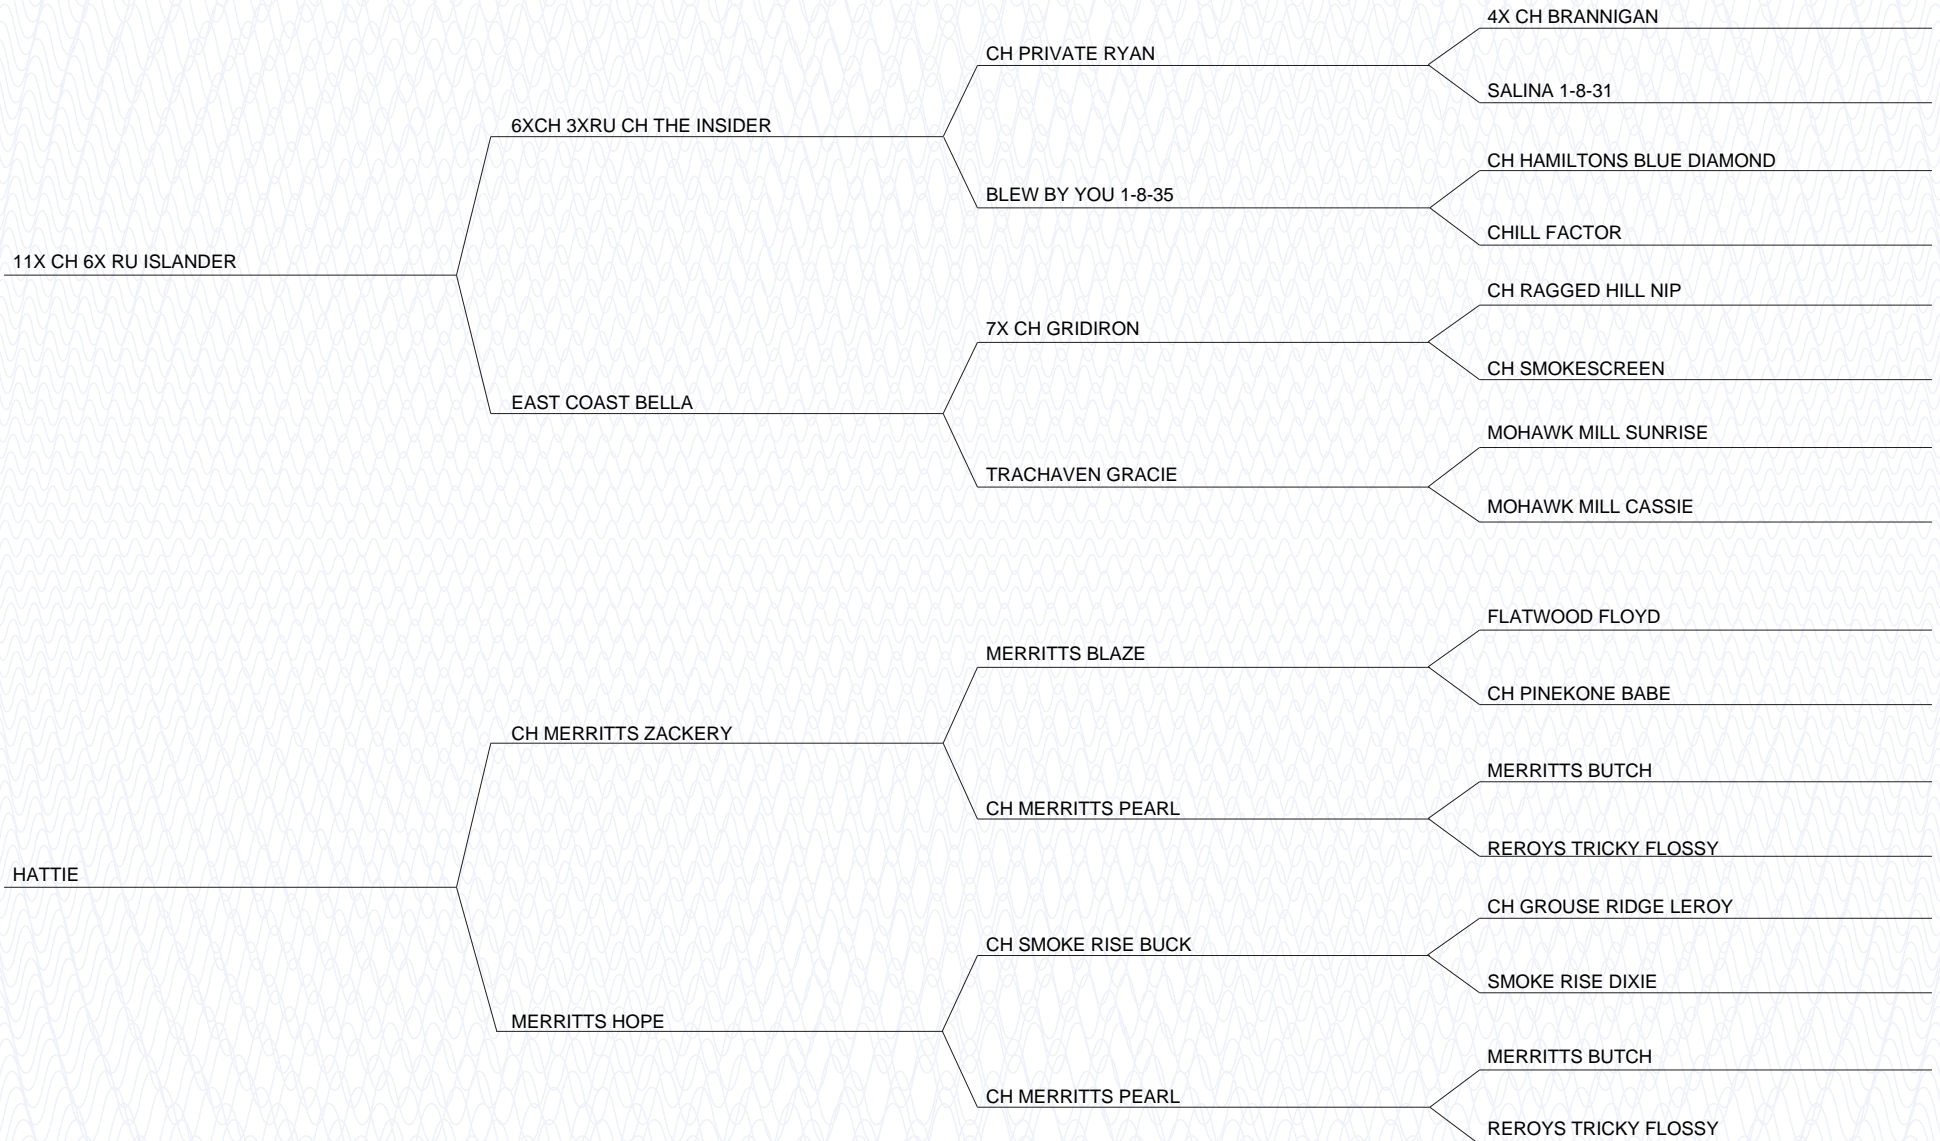 4X CH BRANNIGAN
CH PRIVATE RYAN
SALINA 1-8-31
6XCH 3XRU CH THE INSIDER
CH HAMILTONS BLUE DIAMOND
BLEW BY YOU 1-8-35
CHILL FACTOR
11X CH 6X RU ISLANDER
CH RAGGED HILL NIP
7X CH GRIDIRON
CH SMOKESCREEN
EAST COAST BELLA
MOHAWK MILL SUNRISE
TRACHAVEN GRACIE
MOHAWK MILL CASSIE
FLATWOOD FLOYD
MERRITTS BLAZE
CH PINEKONE BABE
CH MERRITTS ZACKERY
MERRITTS BUTCH
CH MERRITTS PEARL
REROYS TRICKY FLOSSY
HATTIE
CH GROUSE RIDGE LEROY
CH SMOKE RISE BUCK
SMOKE RISE DIXIE
MERRITTS HOPE
MERRITTS BUTCH
CH MERRITTS PEARL
REROYS TRICKY FLOSSY